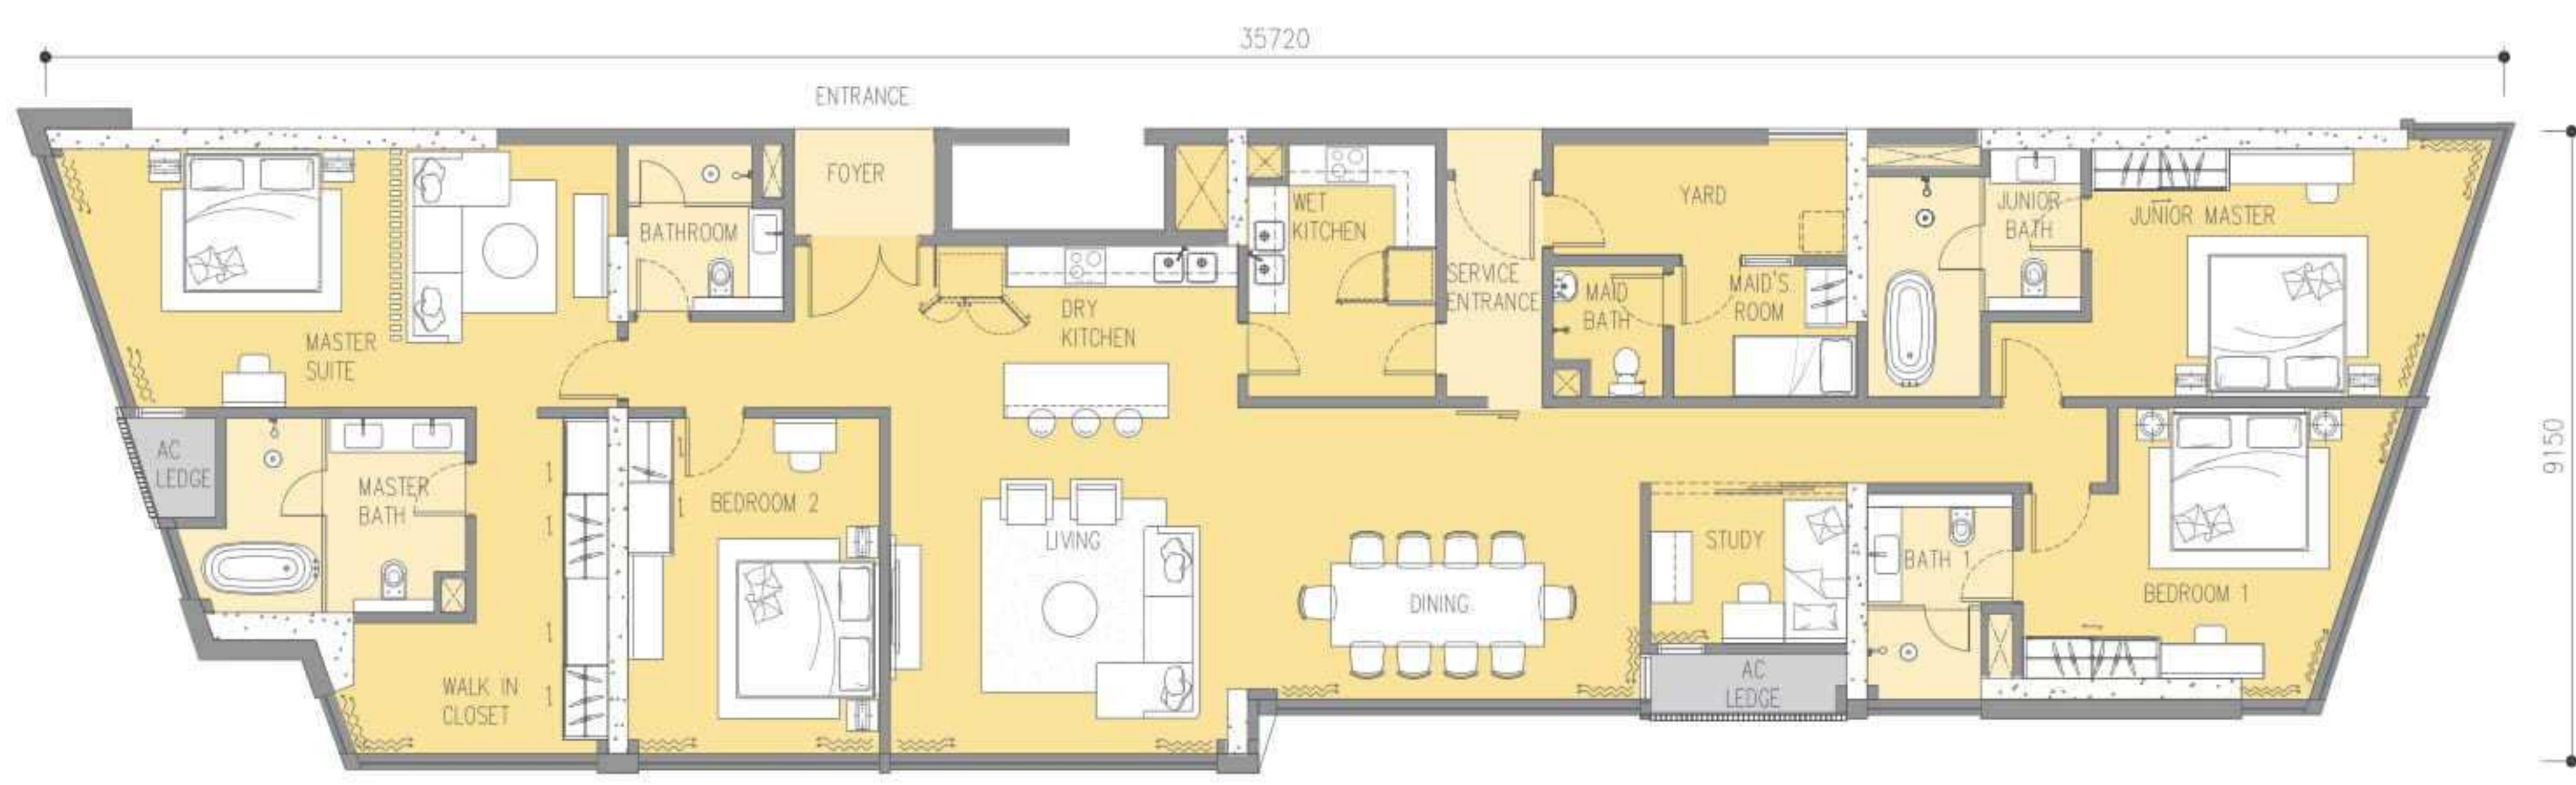 35720
ENTRANCE
FOYER
BATHROOM
MASTER
SUITE
DRY
KITCHEN
WET
KITCHEN
SERVICE
ENTRANCE
YARD
MAID
BATH
MAID'S
ROOM
JUNIOR
BATH
JUNIOR MASTER
AC
LEDGE
MASTER
BATH
WALK IN
CLOSET
BEDROOM 2
LIVING
DINING
STUDY
AC
LEDGE
BATH 1
BEDROOM 1
9150